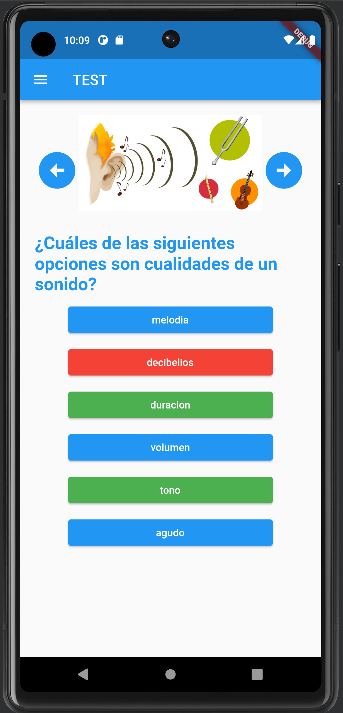 10:09
DEBUG
TEST
¿Cuáles de las siguientes
opciones son cualidades de un
sonido?
melodia
decibelios
duracion
volumen
tono
agudo